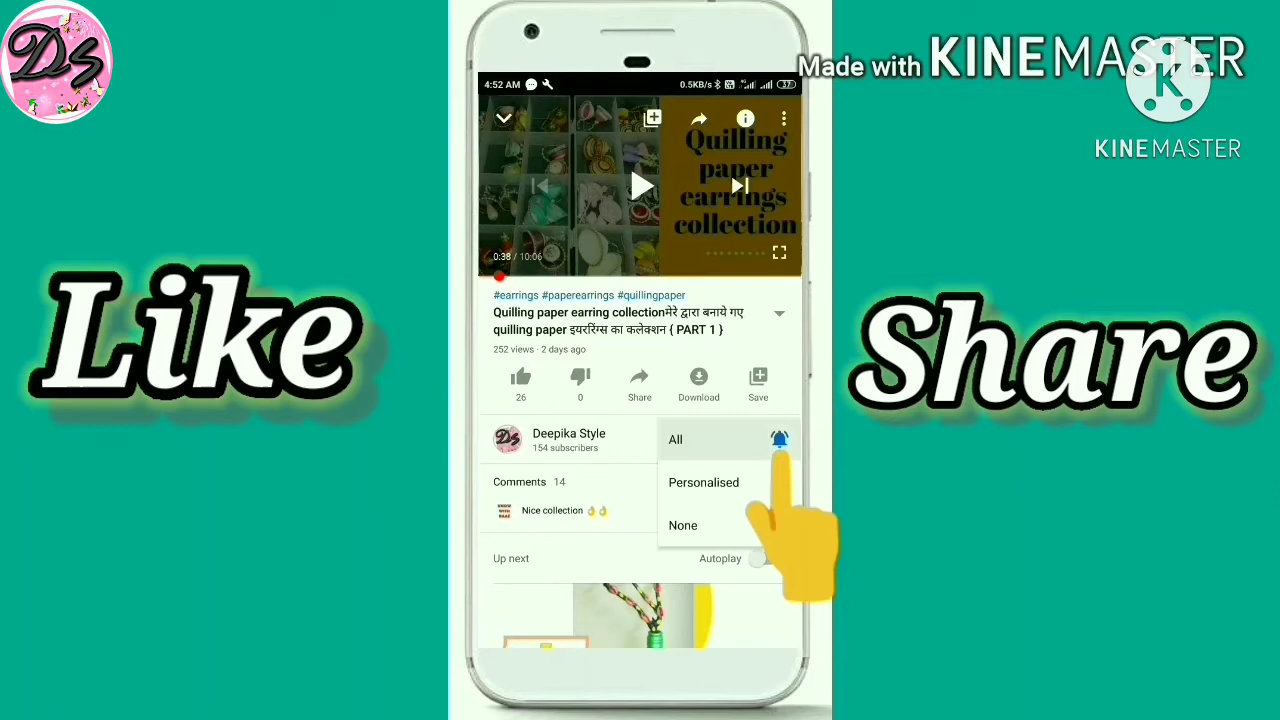 Ds
Made with KINEMASTER
K
KINEMASTER
4:52 AM
0.5KB/s
37
Quilling
paper
earrings
collection
0:38 / 10:06
#earrings #paperearrings #quillingpaper
Quilling paper earring collectionमेरे द्वारा बनाये गए
quilling paper इयररिंग्स का कलेक्शन { PART 1 }
252 views · 2 days ago
26
0
Share
Download
Save
Like
Share
Ds
Deepika Style
154 subscribers
All
Personalised
None
Comments 14
Nice collection 👌👌
Up next
Autoplay